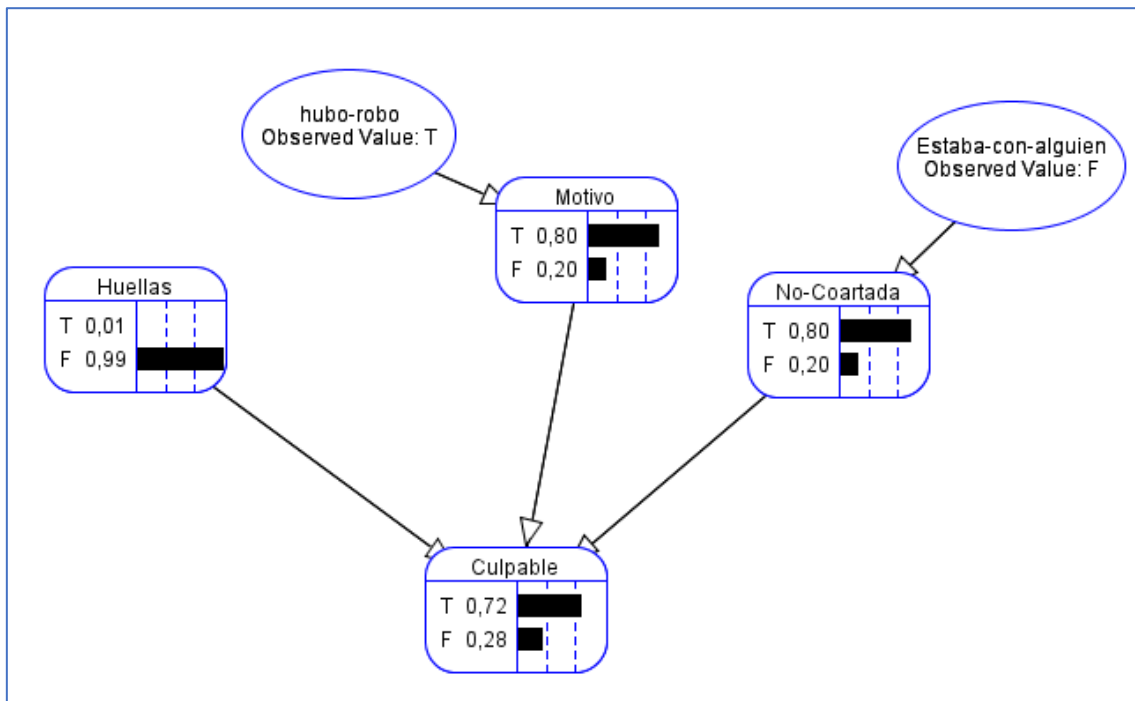 hubo-robo
Observed Value: T
Estaba-con-alguien
Observed Value: F
Motivo
T 0,80
F 0,20
Huellas
T 0,01
F 0,99
No-Coartada
T 0,80
F 0,20
Culpable
T 0,72
F 0,28